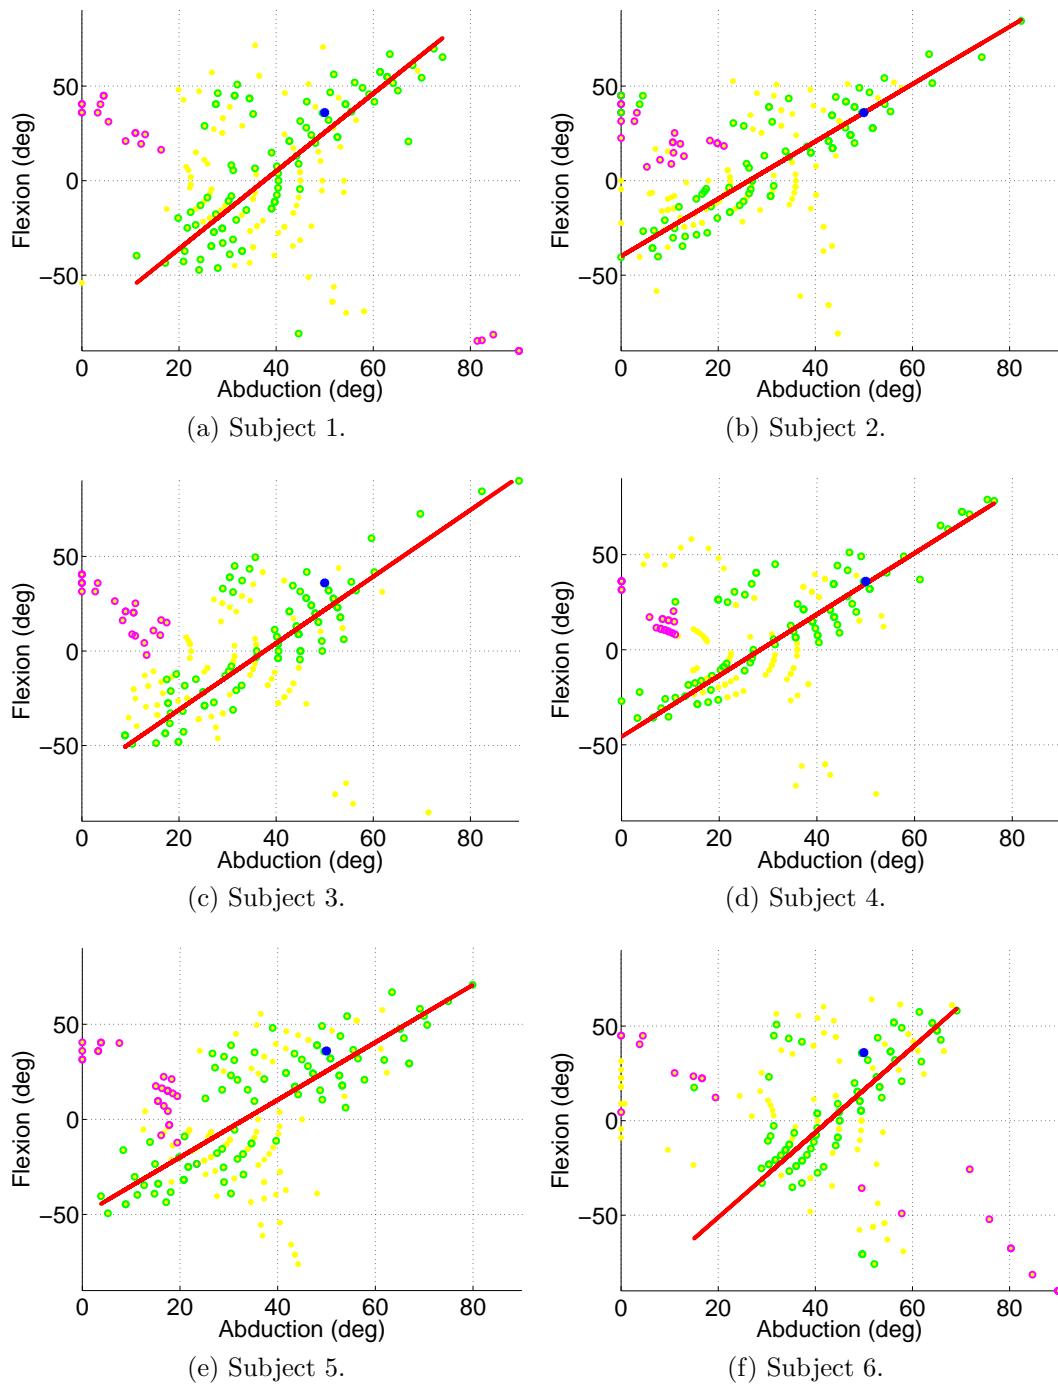 50
0
−50
Flexion (deg)
0 20 40 60 80
Abduction (deg)
(a) Subject 1.
50
0
−50
Flexion (deg)
0 20 40 60 80
Abduction (deg)
(b) Subject 2.
50
0
−50
Flexion (deg)
0 20 40 60 80
Abduction (deg)
(c) Subject 3.
50
0
−50
Flexion (deg)
0 20 40 60 80
Abduction (deg)
(d) Subject 4.
50
0
−50
Flexion (deg)
0 20 40 60 80
Abduction (deg)
(e) Subject 5.
50
0
−50
Flexion (deg)
0 20 40 60 80
Abduction (deg)
(f) Subject 6.